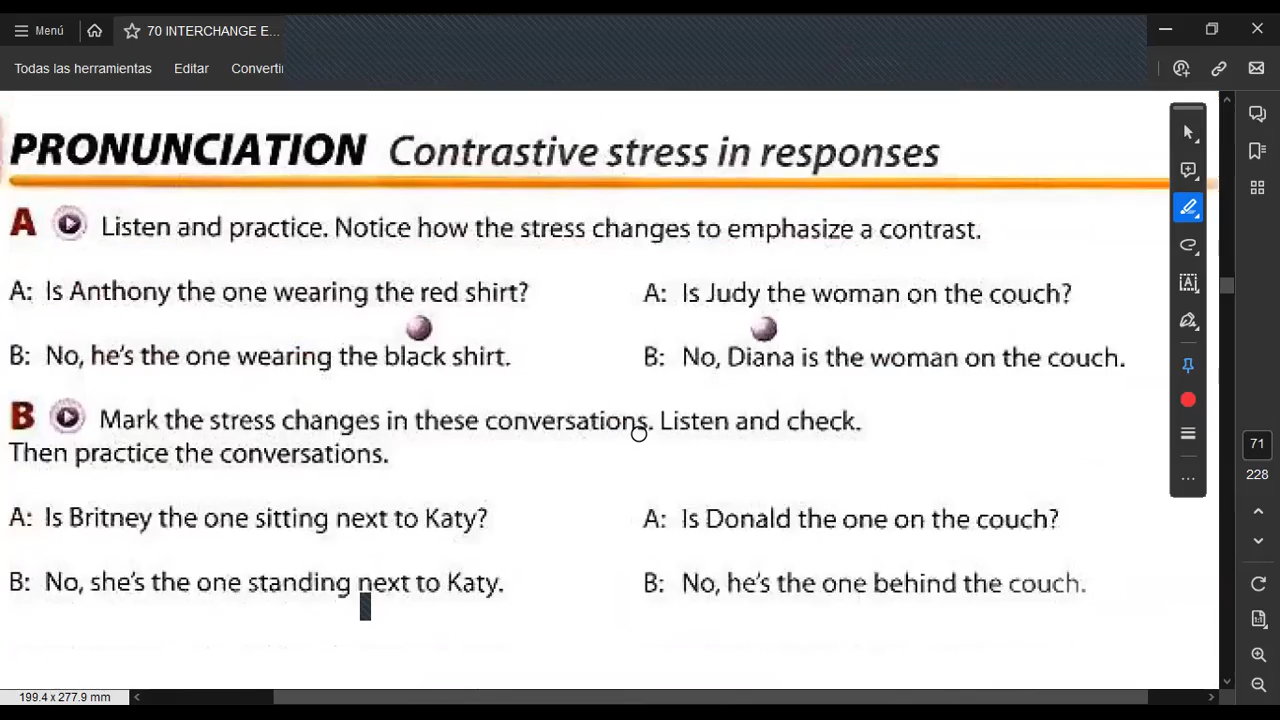 Menú
70 INTERCHANGE E...
Todas las herramientas Editar Converti
PRONUNCIATION Contrastive stress in responses
A Listen and practice. Notice how the stress changes to emphasize a contrast.
A: Is Anthony the one wearing the red shirt?
B: No, he's the one wearing the black shirt.
A: Is Judy the woman on the couch?
B: No, Diana is the woman on the couch.
B Mark the stress changes in these conversations. Listen and check.
Then practice the conversations.
A: Is Britney the one sitting next to Katy?
B: No, she's the one standing next to Katy.
A: Is Donald the one on the couch?
B: No, he's the one behind the couch.
71
228
199.4 x 277.9 mm